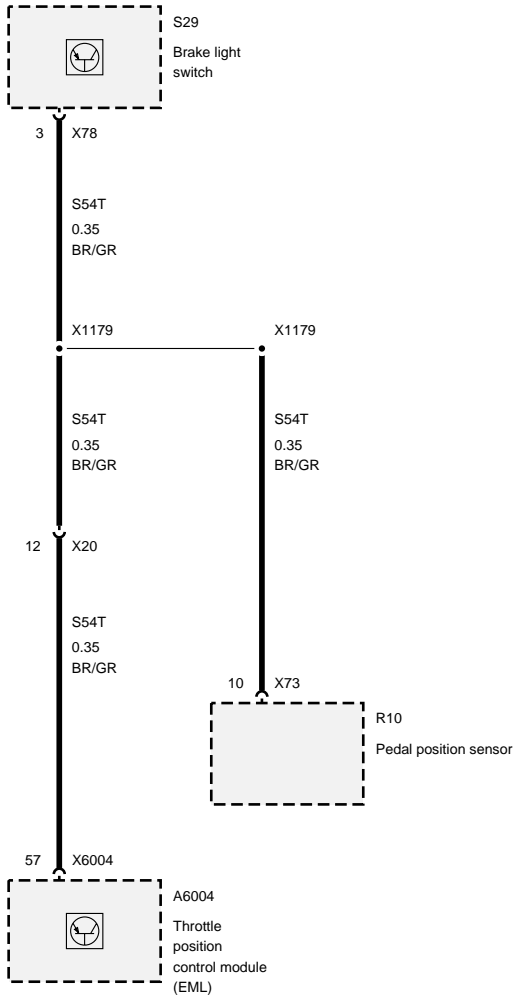 S29
Brake light
switch
3 X78
S54T
0.35
BR/GR
X1179 X1179
S54T S54T
0.35 0.35
BR/GR BR/GR
12 X20
S54T
0.35
BR/GR
10 X73
R10
Pedal position sensor
57 X6004
A6004
Throttle
position
control module
(EML)